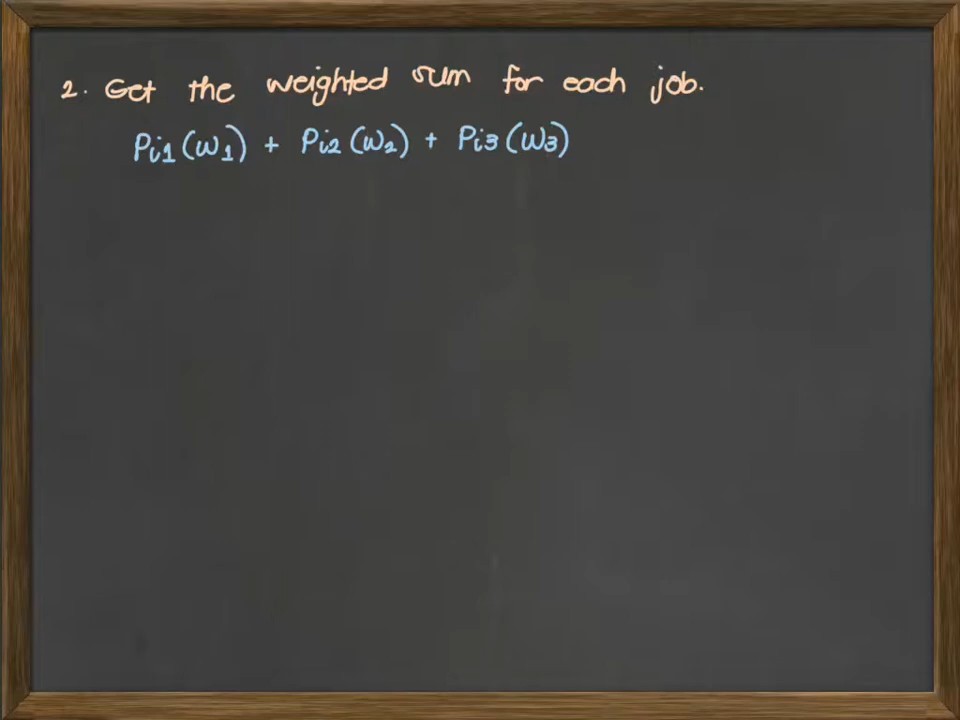 2. Get the weighted sum for each job.
Pi1(w1) + Pi2(w2) + Pi3(w3)